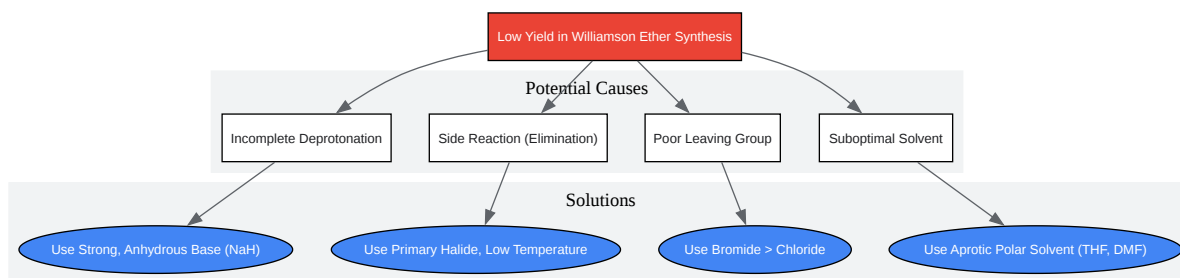 Low Yield in Williamson Ether Synthesis
Potential Causes
Incomplete Deprotonation
Side Reaction (Elimination)
Poor Leaving Group
Suboptimal Solvent
Solutions
Use Strong, Anhydrous Base (NaH)
Use Primary Halide, Low Temperature
Use Bromide > Chloride
Use Aprotic Polar Solvent (THF, DMF)